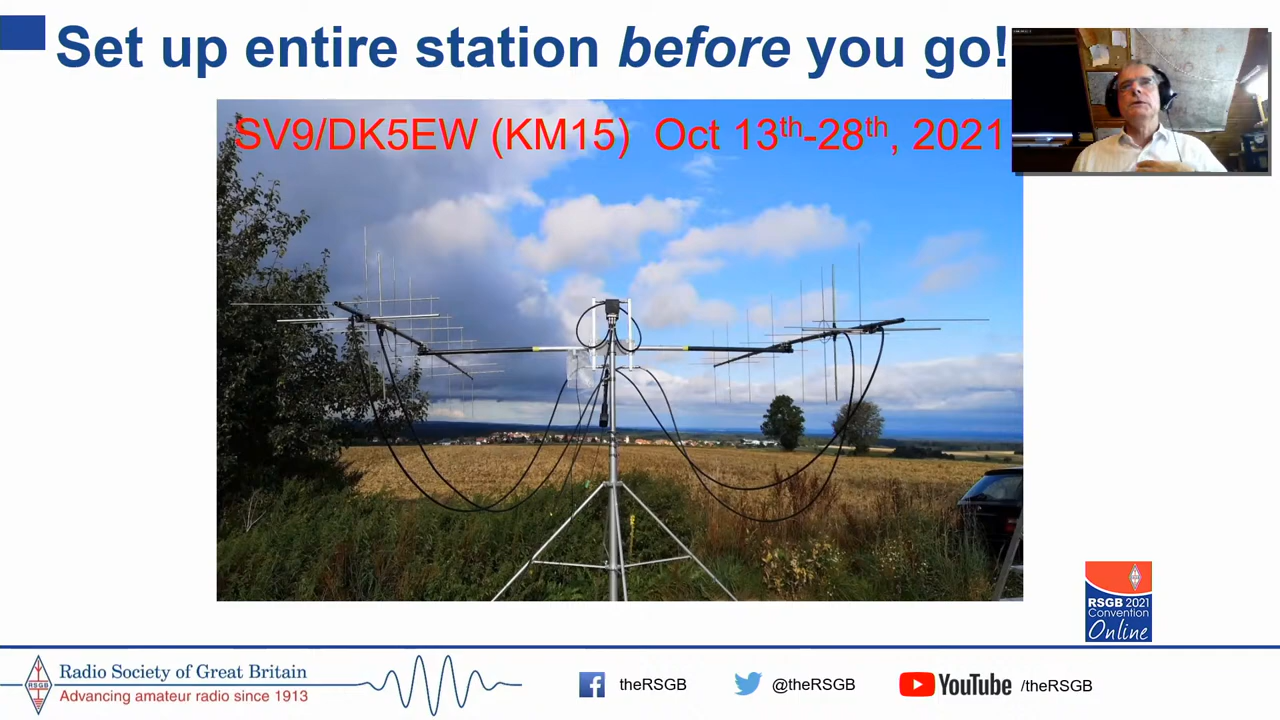 Set up entire station before you go!
SV9/DK5EW (KM15) Oct 13th-28th, 2021
RSGB 2021
Convention
Online
RSGB
Radio Society of Great Britain
Advancing amateur radio since 1913
theRSGB
@theRSGB
YouTube /theRSGB